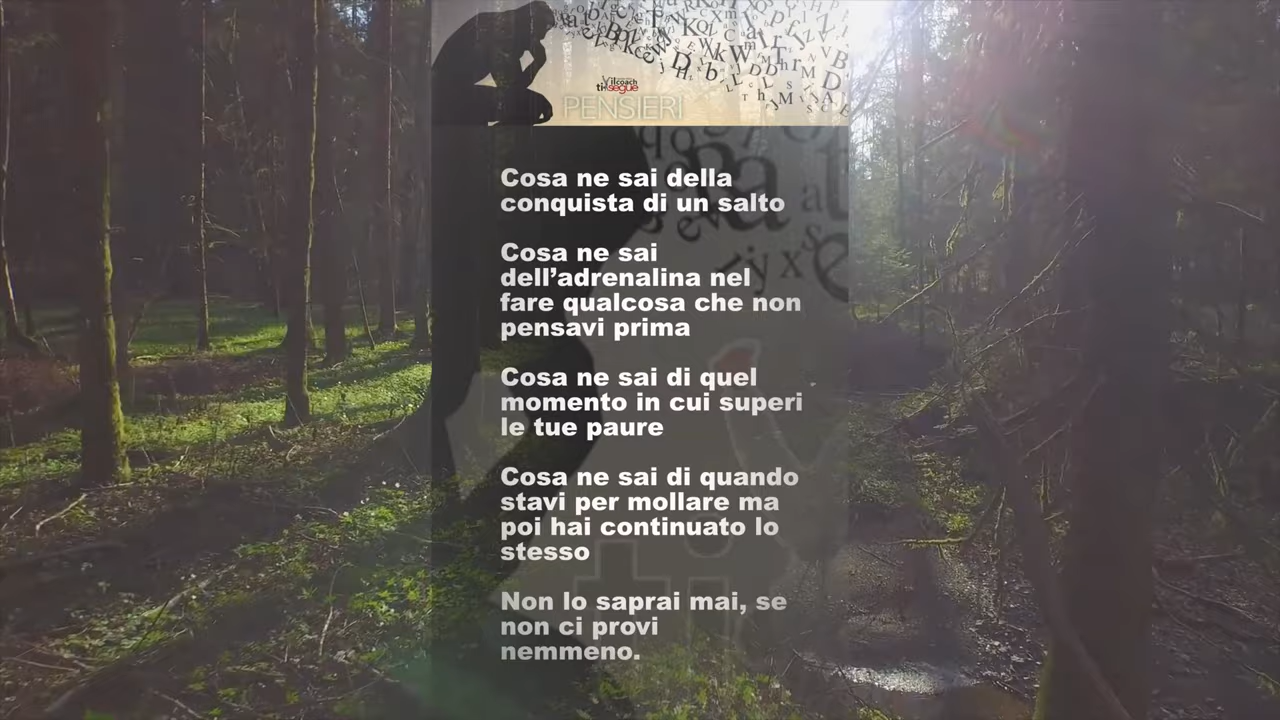 ilcoach
tisegue
PENSIERI
Cosa ne sai della
conquista di un salto
Cosa ne sai
dell’adrenalina nel
fare qualcosa che non
pensavi prima
Cosa ne sai di quel
momento in cui superi
le tue paure
Cosa ne sai di quando
stavi per mollare ma
poi hai continuato lo
stesso
Non lo saprai mai, se
non ci provi
nemmeno.